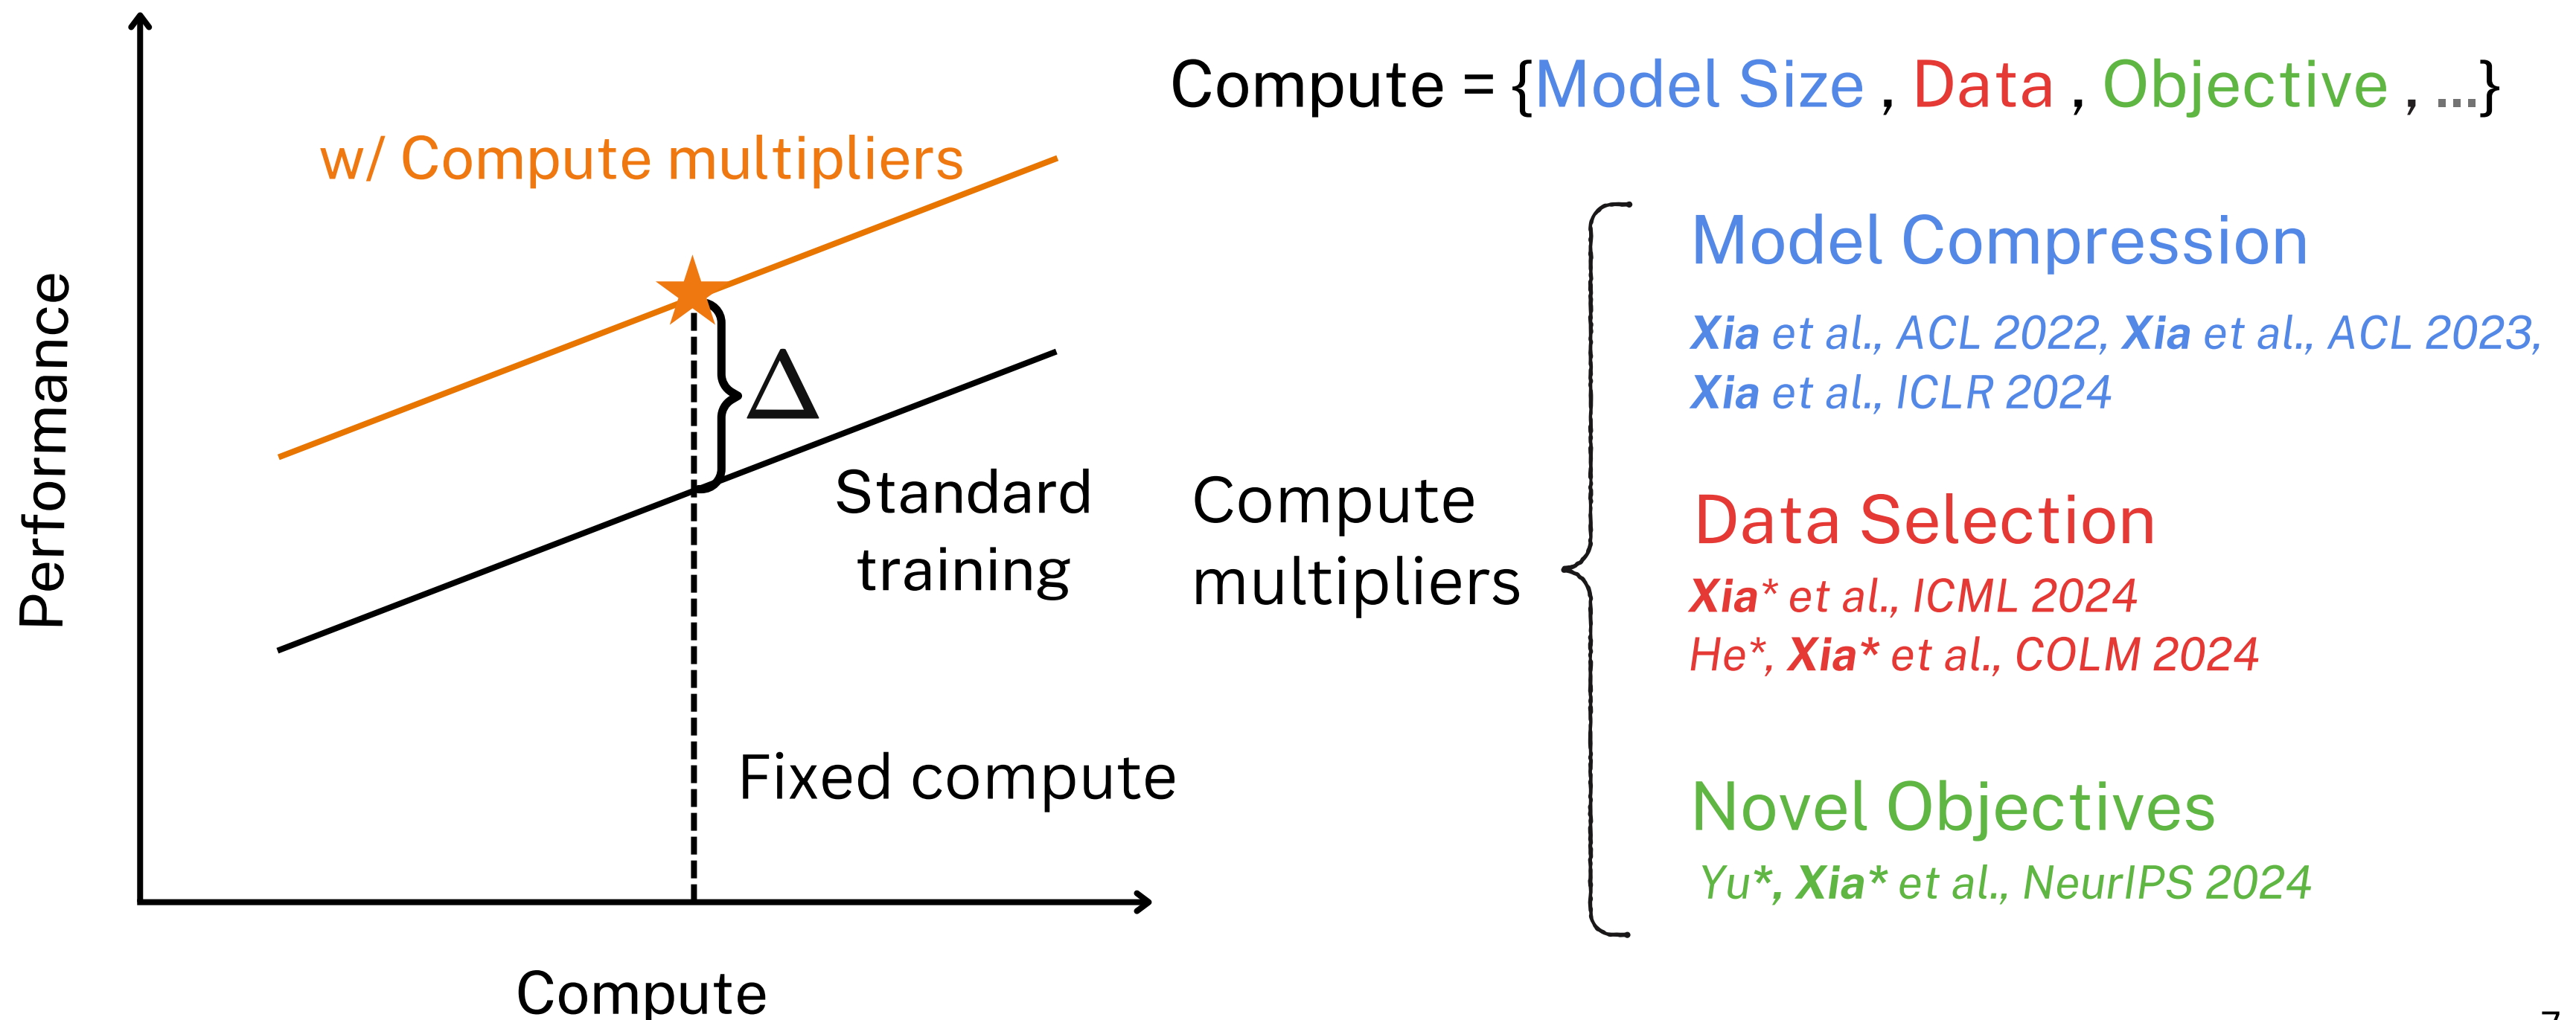 Compute = {Model Size , Data , Objective , ...}
w/ Compute multipliers
Performance
Δ
Standard
training
Fixed compute
Compute
Compute
multipliers
Model Compression
Xia et al., ACL 2022, Xia et al., ACL 2023,
Xia et al., ICLR 2024
Data Selection
Xia* et al., ICML 2024
He*, Xia* et al., COLM 2024
Novel Objectives
Yu*, Xia* et al., NeurIPS 2024